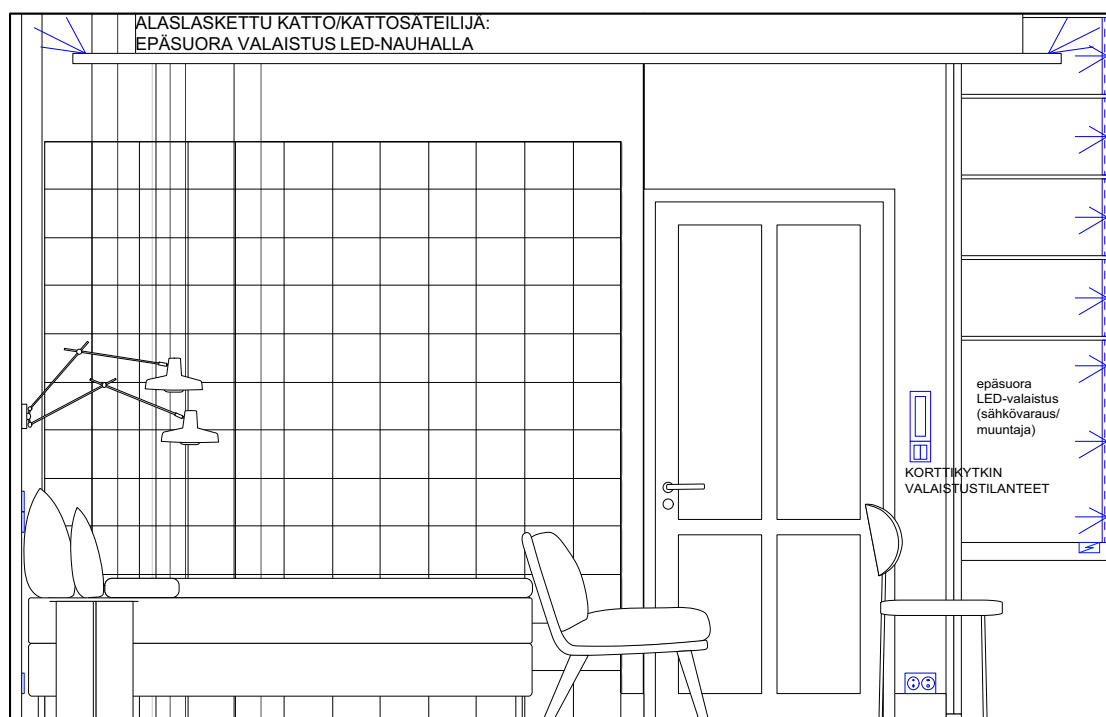 ALASLASKETTU KATTO/KATTOSÄTEILIJÄ:
EPÄSUORA VALAISTUS LED-NAUHALLA
epäsuora
LED-valaistus
(sähkövaraus/
muuntaja)
KORTTIKYTKIN
VALAISTUSTILANTEET